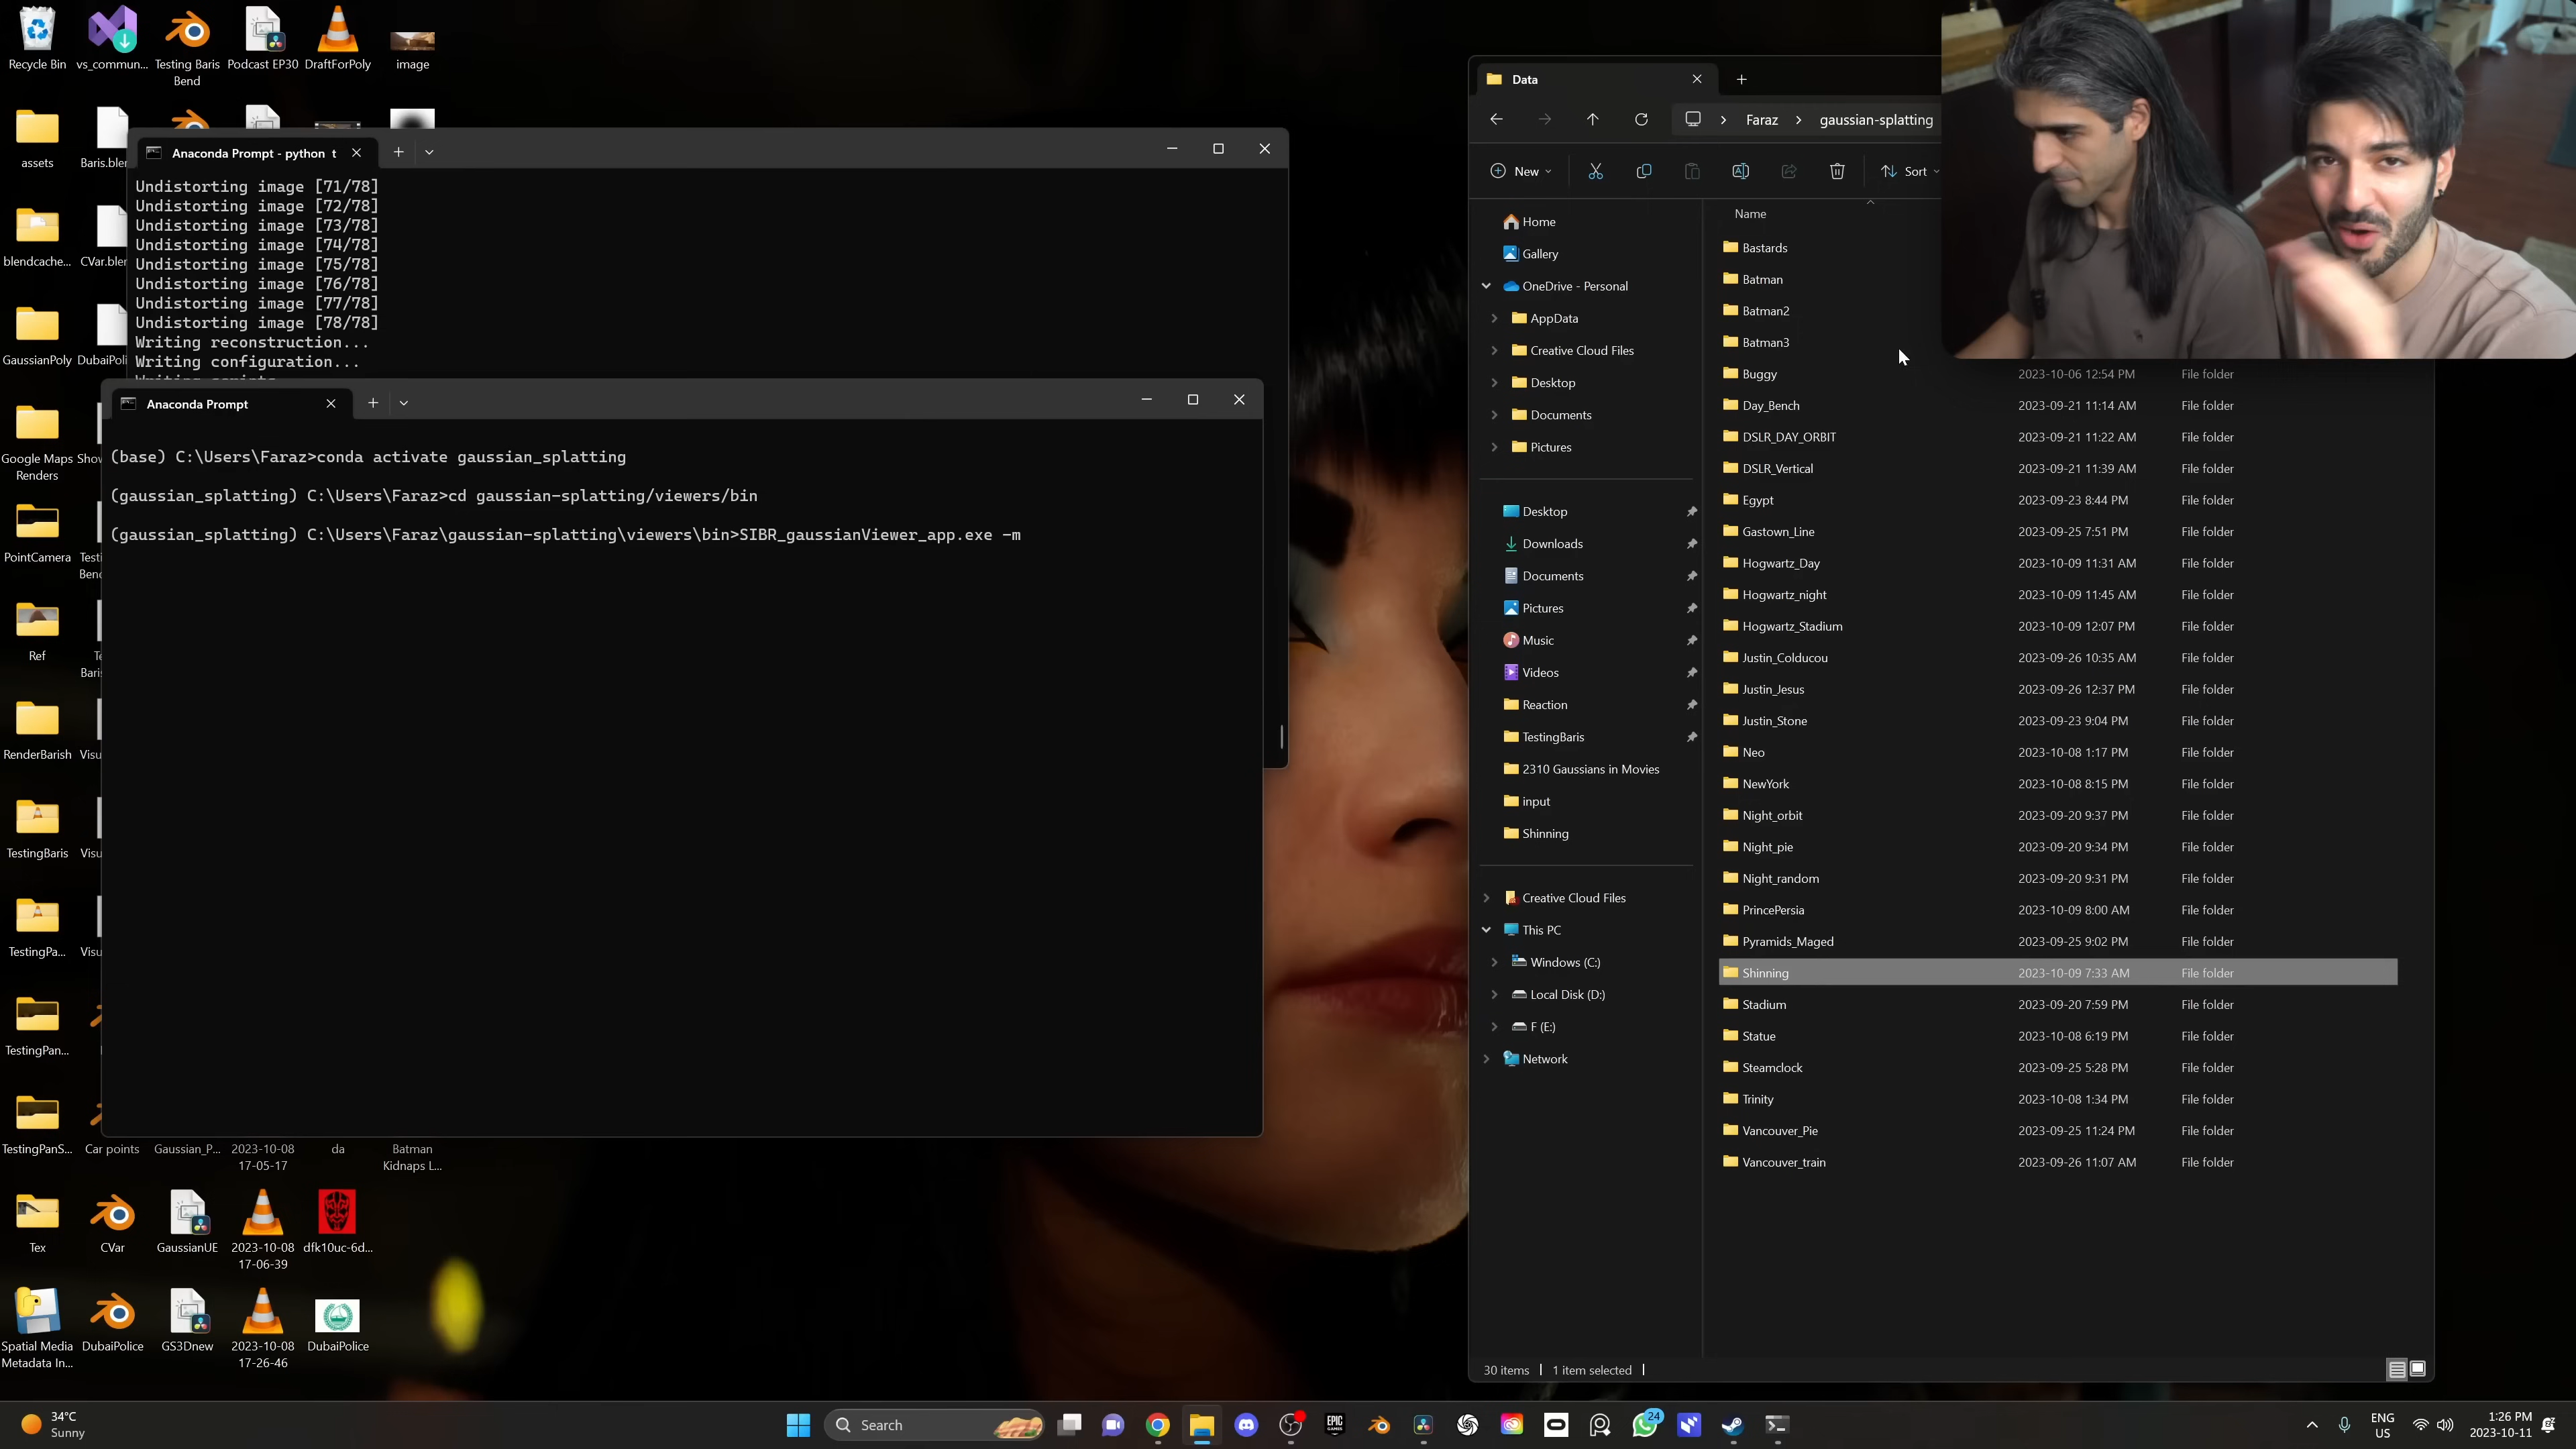 Recycle Bin
vs_commun...
Testing Baris
Bend
Podcast EP30
DraftForPoly
image
assets
Baris.blen
blendcache...
CVar.blen
GaussianPoly
DubaiPoli
Google Maps
Renders
Show
PointCamera
Testi
Bend
Ref
Te
Baris
RenderBarish
Visu
TestingBaris
Visu
TestingPa...
Visu
TestingPan...
TestingPanS...
Car points
Gaussian_P...
2023-10-08
17-05-17
da
Batman
Kidnaps L...
Tex
CVar
GaussianUE
2023-10-08
17-06-39
dfk10uc-6d...
Spatial Media
Metadata In...
DubaiPolice
GS3Dnew
2023-10-08
17-26-46
DubaiPolice
Anaconda Prompt - python t
Undistorting image [71/78]
Undistorting image [72/78]
Undistorting image [73/78]
Undistorting image [74/78]
Undistorting image [75/78]
Undistorting image [76/78]
Undistorting image [77/78]
Undistorting image [78/78]
Writing reconstruction...
Writing configuration...
Anaconda Prompt
(base) C:\Users\Faraz>conda activate gaussian_splatting
(gaussian_splatting) C:\Users\Faraz>cd gaussian-splatting/viewers/bin
(gaussian_splatting) C:\Users\Faraz\gaussian-splatting\viewers\bin>SIBR_gaussianViewer_app.exe -m
Data
Faraz > gaussian-splatting
New
Sort
Home
Gallery
OneDrive - Personal
AppData
Creative Cloud Files
Desktop
Documents
Pictures
Desktop
Downloads
Documents
Pictures
Music
Videos
Reaction
TestingBaris
2310 Gaussians in Movies
input
Shinning
Creative Cloud Files
This PC
Windows (C:)
Local Disk (D:)
F (E:)
Network
Name
Bastards
Batman
Batman2
Batman3
Buggy 2023-10-06 12:54 PM File folder
Day_Bench 2023-09-21 11:14 AM File folder
DSLR_DAY_ORBIT 2023-09-21 11:22 AM File folder
DSLR_Vertical 2023-09-21 11:39 AM File folder
Egypt 2023-09-23 8:44 PM File folder
Gastown_Line 2023-09-25 7:51 PM File folder
Hogwartz_Day 2023-10-09 11:31 AM File folder
Hogwartz_night 2023-10-09 11:45 AM File folder
Hogwartz_Stadium 2023-10-09 12:07 PM File folder
Justin_Colducou 2023-09-26 10:35 AM File folder
Justin_Jesus 2023-09-26 12:37 PM File folder
Justin_Stone 2023-09-23 9:04 PM File folder
Neo 2023-10-08 1:17 PM File folder
NewYork 2023-10-08 8:15 PM File folder
Night_orbit 2023-09-20 9:37 PM File folder
Night_pie 2023-09-20 9:34 PM File folder
Night_random 2023-09-20 9:31 PM File folder
PrincePersia 2023-10-09 8:00 AM File folder
Pyramids_Maged 2023-09-25 9:02 PM File folder
Shinning 2023-10-09 7:33 AM File folder
Stadium 2023-09-20 7:59 PM File folder
Statue 2023-10-08 6:19 PM File folder
Steamclock 2023-09-25 5:28 PM File folder
Trinity 2023-10-08 1:34 PM File folder
Vancouver_Pie 2023-09-25 11:24 PM File folder
Vancouver_train 2023-09-26 11:07 AM File folder
30 items
1 item selected
34°C
Sunny
Search
EPIC
GAMES
24
ENG
US
1:26 PM
2023-10-11